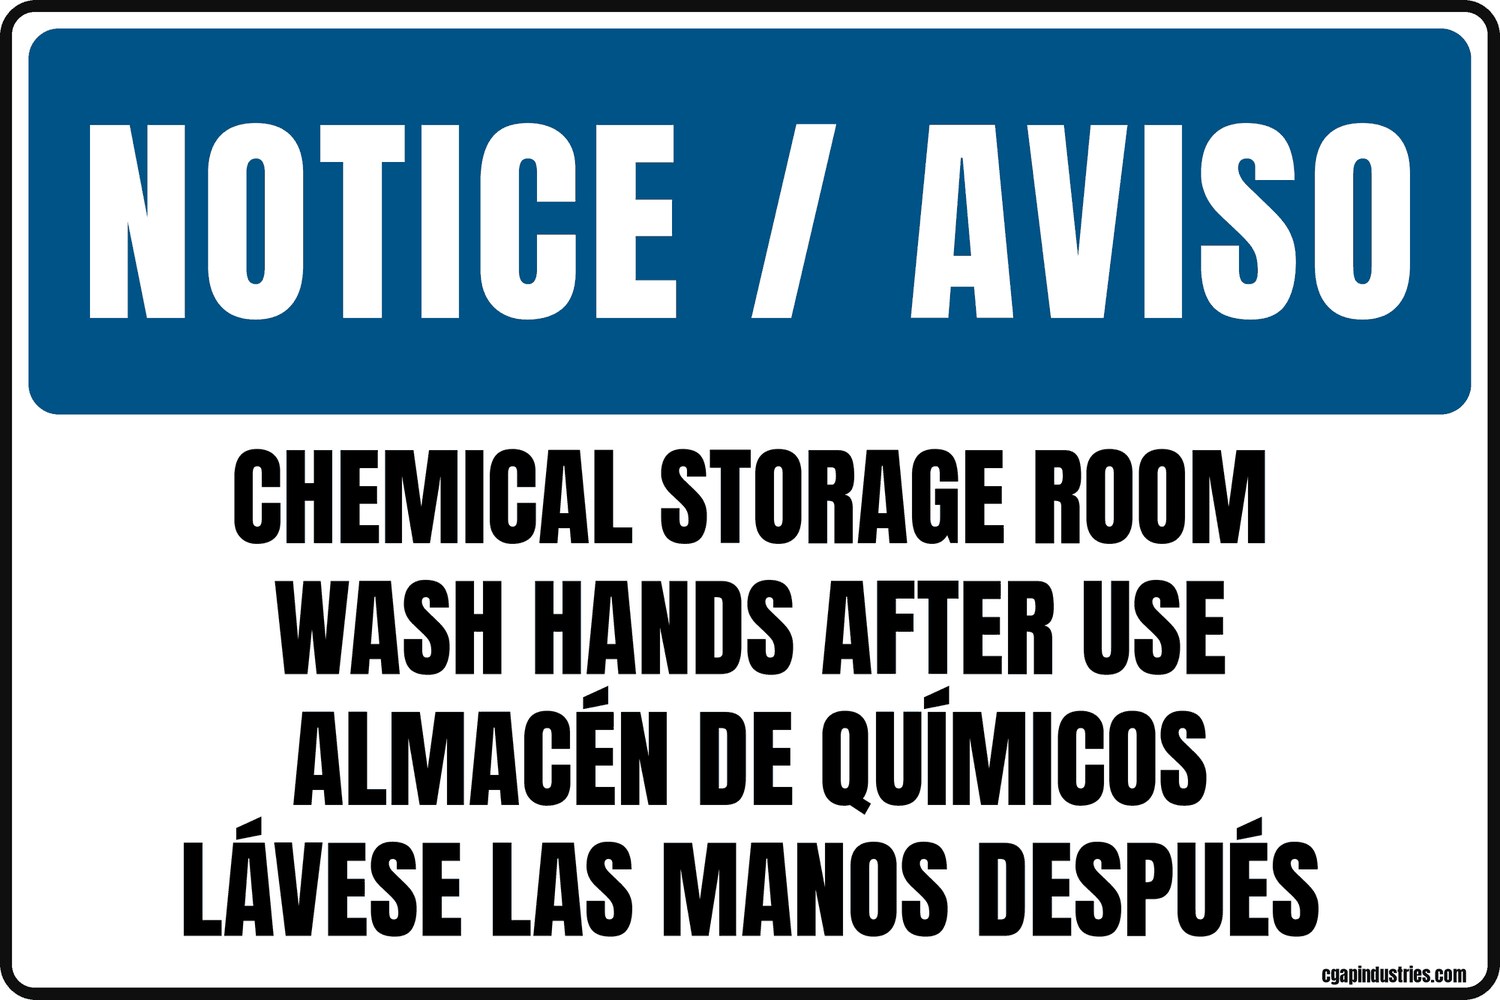 NOTICE / AVISO
CHEMICAL STORAGE ROOM
WASH HANDS AFTER USE
ALMACÉN DE QUÍMICOS
LÁVESE LAS MANOS DESPUÉS
cgapindustries.com